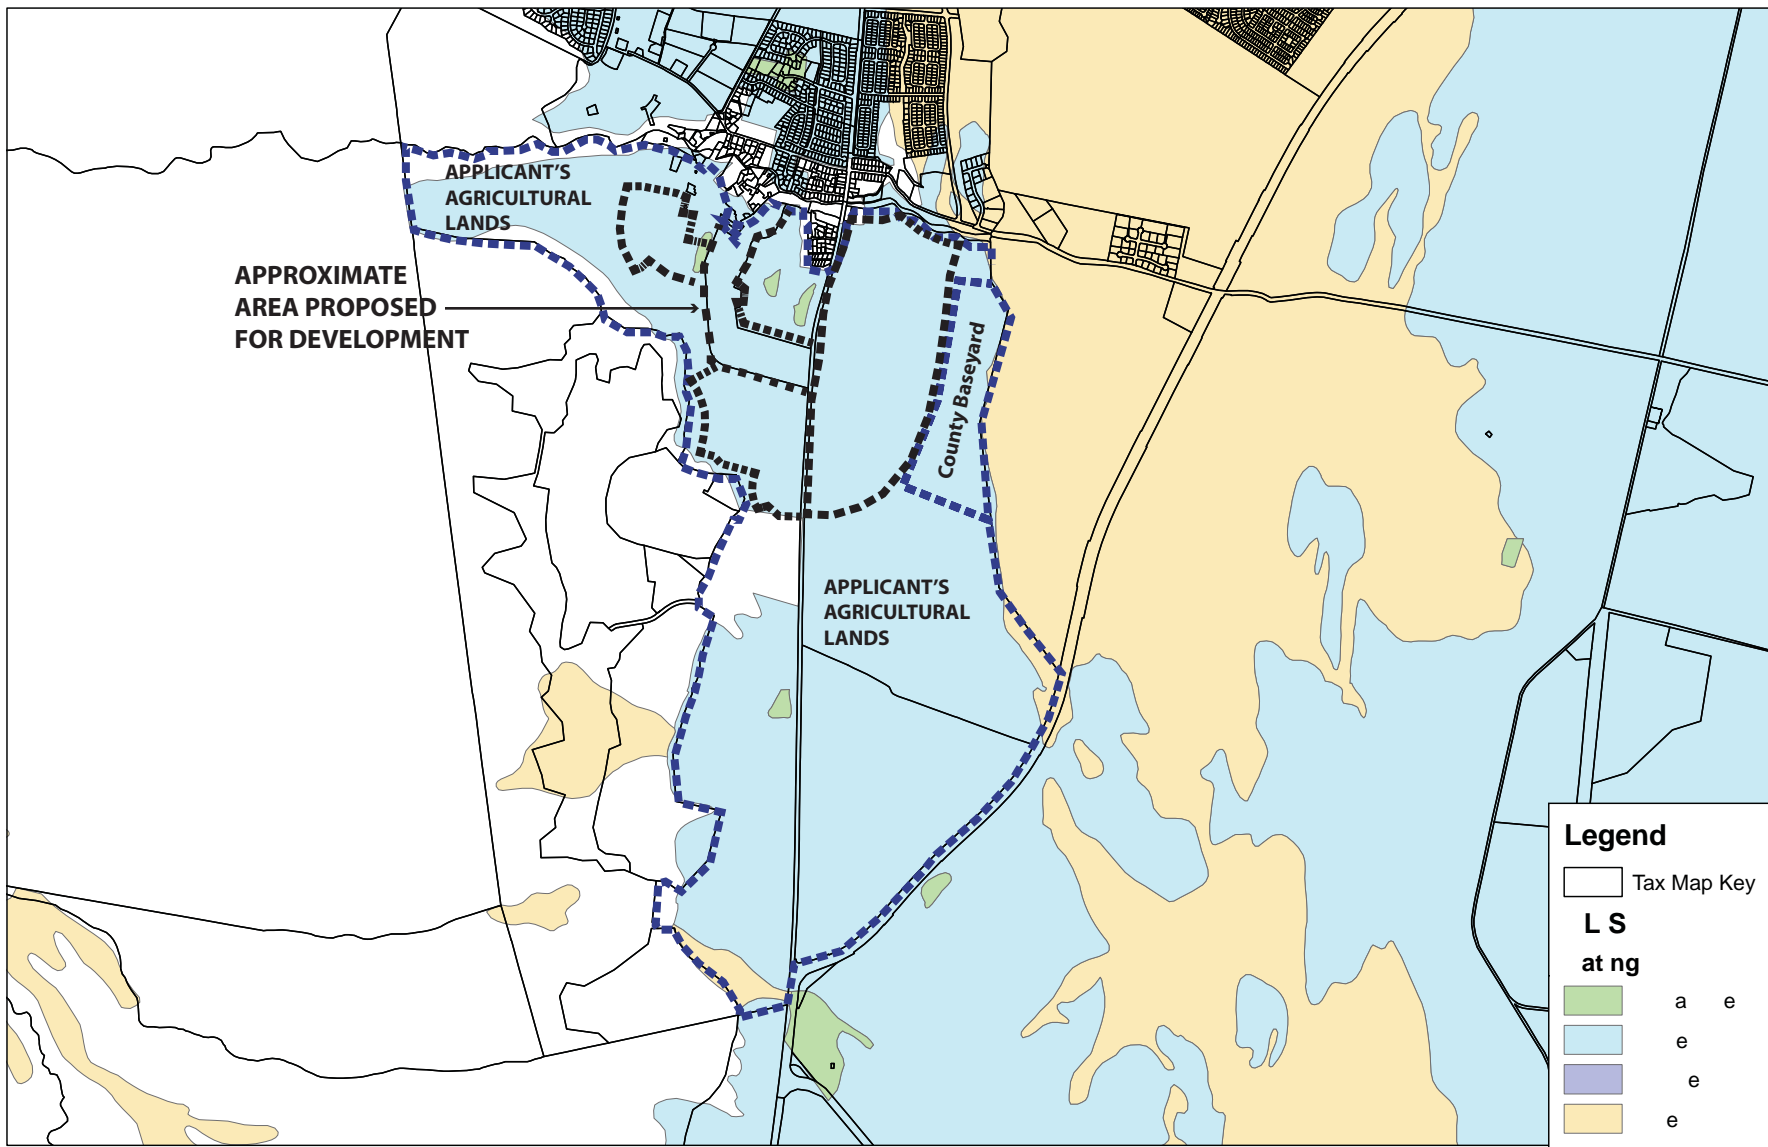 APPLICANT'S
AGRICULTURAL
LANDS
APPROXIMATE
AREA PROPOSED
FOR DEVELOPMENT
County Baseyard
APPLICANT'S
AGRICULTURAL
LANDS
Legend
Tax Map Key
L S
at ng
a e
e
e
e